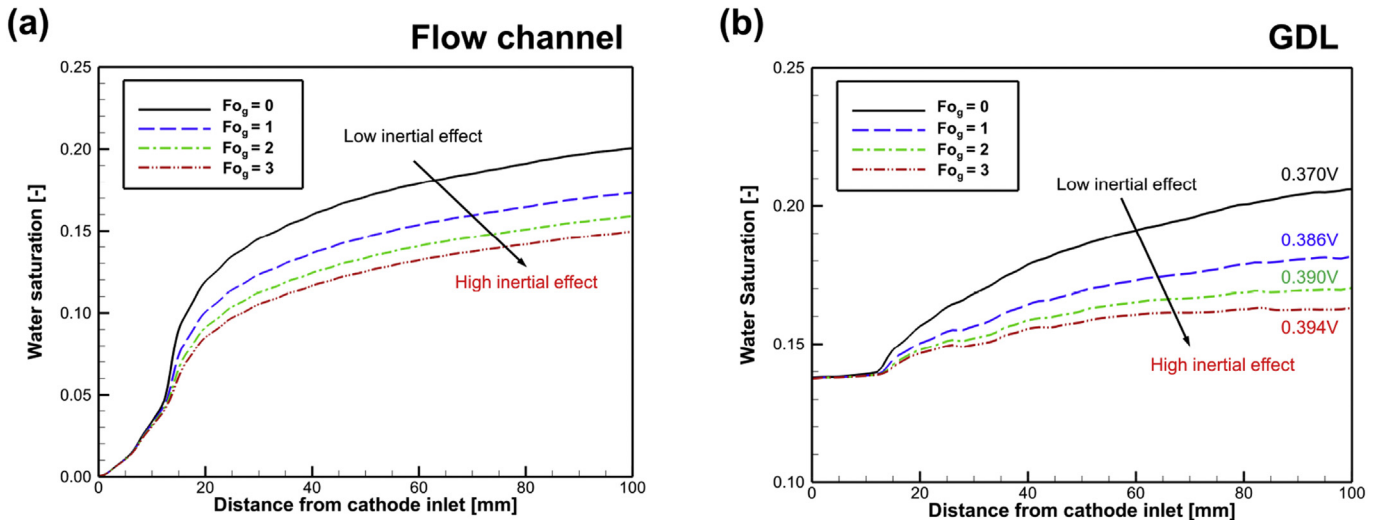 (a)
Flow channel
0.25
0.20
0.15
0.10
0.05
0.00
Water saturation [-]
Fog = 0
Fog = 1
Fog = 2
Fog = 3
Low inertial effect
High inertial effect
0 20 40 60 80 100
Distance from cathode inlet [mm]
(b)
GDL
0.25
0.20
0.15
0.10
Water Saturation [-]
Fog = 0
Fog = 1
Fog = 2
Fog = 3
Low inertial effect
High inertial effect
0.370V
0.386V
0.390V
0.394V
0 20 40 60 80 100
Distance from cathode inlet [mm]